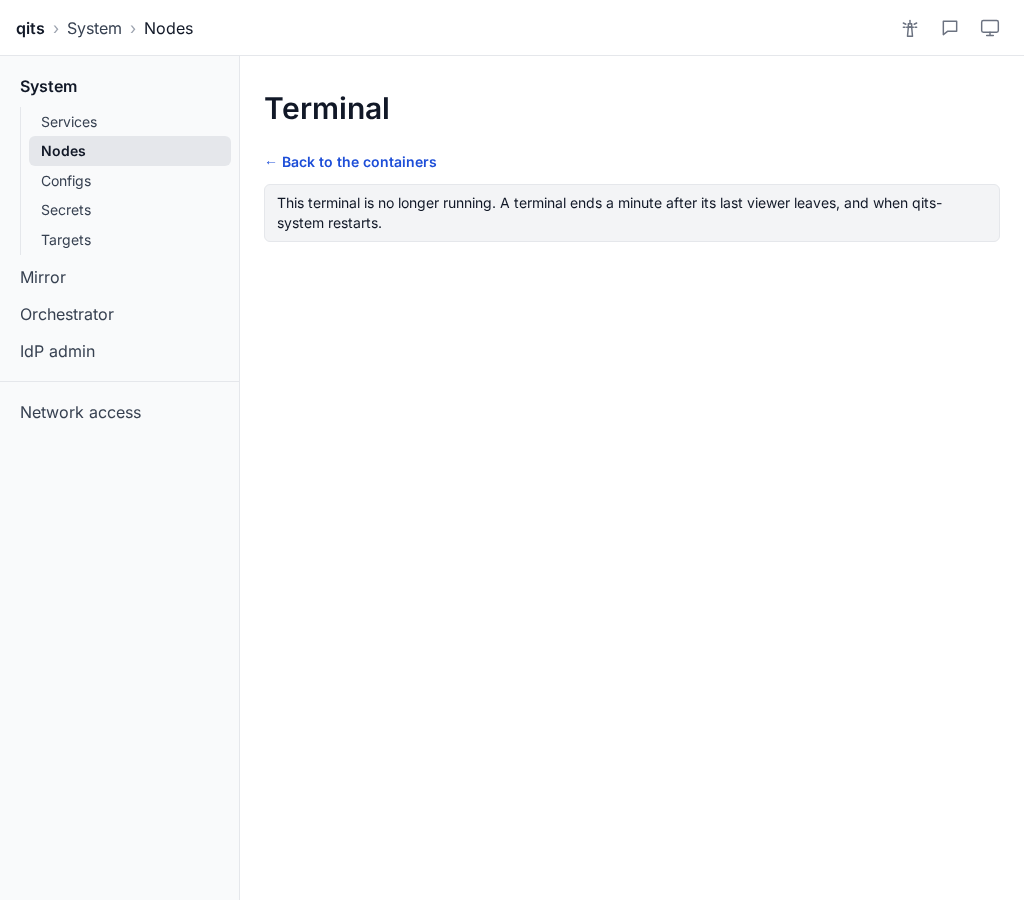 qits › System › Nodes
System
Services
Nodes
Configs
Secrets
Targets
Mirror
Orchestrator
IdP admin
Network access
Terminal
← Back to the containers
This terminal is no longer running. A terminal ends a minute after its last viewer leaves, and when qits-
system restarts.